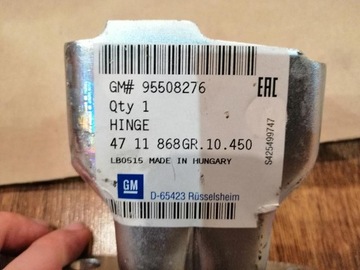 GM# 95508276
Qty 1
HINGE
47 11 868GR.10.450
LB0515 MADE IN HUNGARY
GM
D-65423 Rüsselsheim
EAC
S425499747